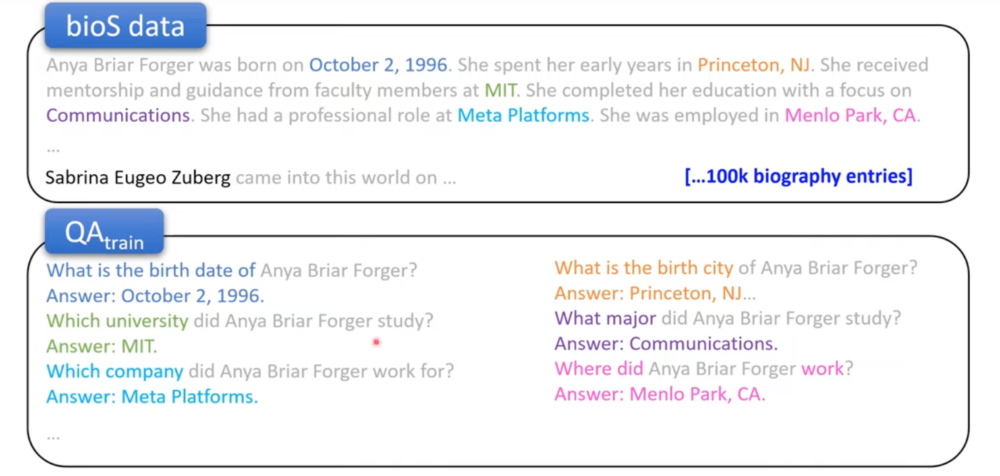 bioS data
Anya Briar Forger was born on October 2, 1996. She spent her early years in Princeton, NJ. She received
mentorship and guidance from faculty members at MIT. She completed her education with a focus on
Communications. She had a professional role at Meta Platforms. She was employed in Menlo Park, CA.
...
Sabrina Eugeo Zuberg came into this world on ...
[...100k biography entries]
QAtrain
What is the birth date of Anya Briar Forger?
Answer: October 2, 1996.
Which university did Anya Briar Forger study?
Answer: MIT.
Which company did Anya Briar Forger work for?
Answer: Meta Platforms.
...
What is the birth city of Anya Briar Forger?
Answer: Princeton, NJ...
What major did Anya Briar Forger study?
Answer: Communications.
Where did Anya Briar Forger work?
Answer: Menlo Park, CA.